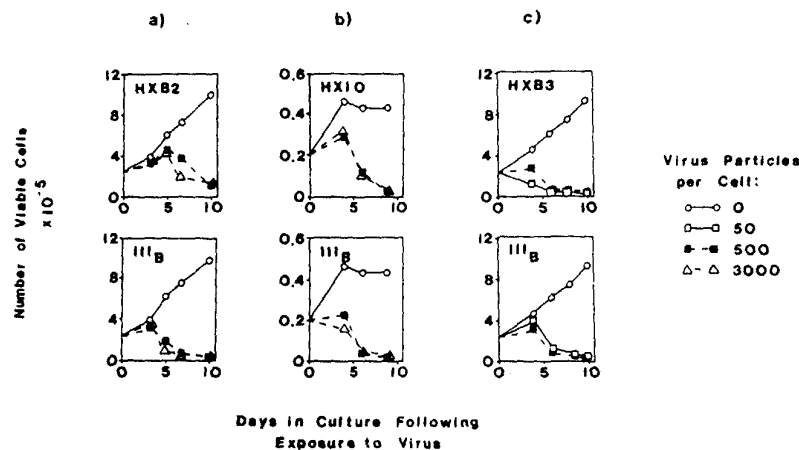 a)
b)
c)
Number of Viable Cells
x10⁻⁵
12
8
4
0
HXB2
0 5 10
0.6
0.4
0.2
0
HX10
0 5 10
12
8
4
0
HXB3
0 5 10
12
8
4
0
IIIB
0 5 10
0.6
0.4
0.2
0
IIIB
0 5 10
12
8
4
0
IIIB
0 5 10
Days in Culture Following
Exposure to Virus
Virus Particles
per Cell:
0
50
500
3000